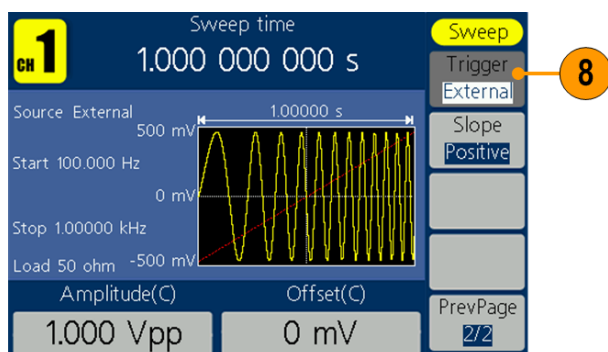 CH 1
Sweep time
1.000 000 000 s
Sweep
Trigger
External
8
Source External
1.00000 s
500 mV
Start 100.000 Hz
0 mV
Stop 1.00000 kHz
Load 50 ohm
-500 mV
Slope
Positive
Amplitude(C)
Offset(C)
1.000 Vpp
0 mV
PrevPage
2/2